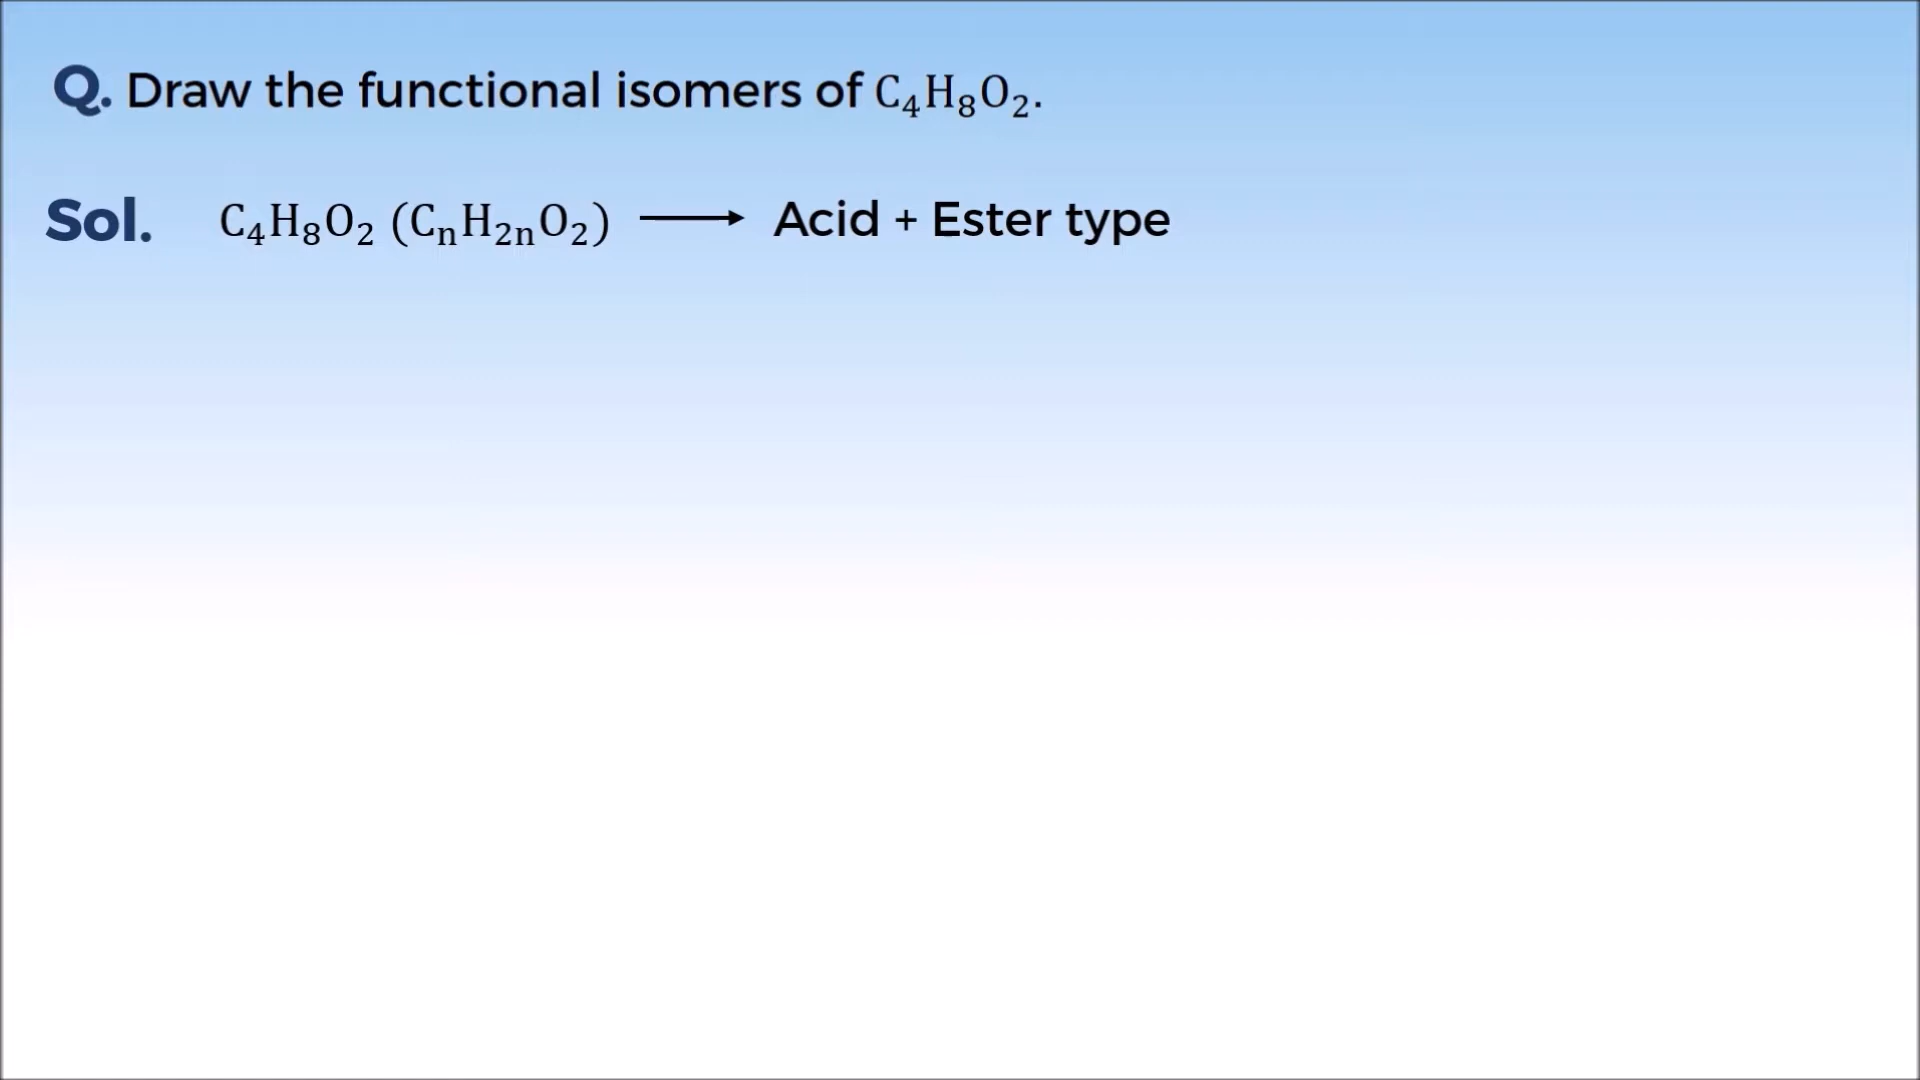 Q. Draw the functional isomers of C₄H₈O₂.
Sol. C₄H₈O₂ (CₙH₂ₙO₂) ⟶ Acid + Ester type